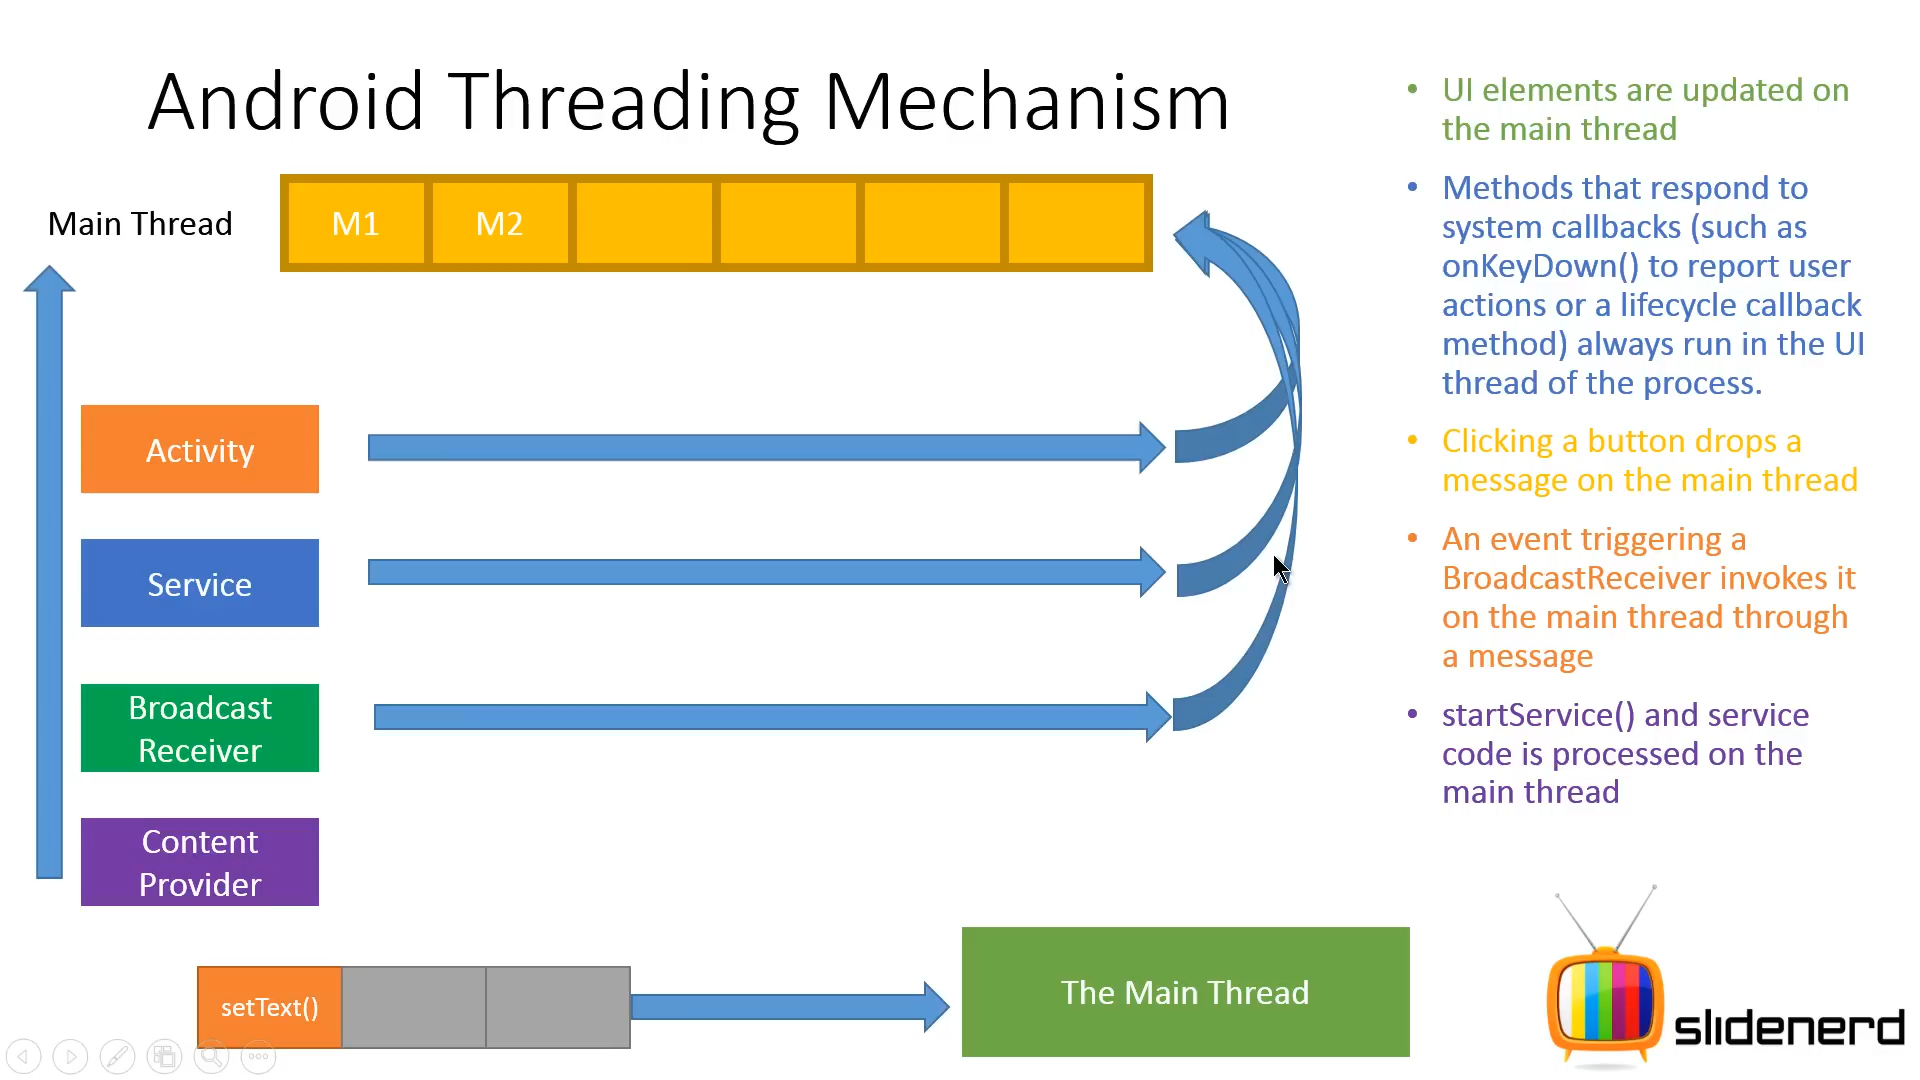 Android Threading Mechanism
Main Thread
M1
M2
Activity
Service
Broadcast
Receiver
Content
Provider
setText()
The Main Thread
• UI elements are updated on
the main thread
• Methods that respond to
system callbacks (such as
onKeyDown() to report user
actions or a lifecycle callback
method) always run in the UI
thread of the process.
• Clicking a button drops a
message on the main thread
• An event triggering a
BroadcastReceiver invokes it
on the main thread through
a message
• startService() and service
code is processed on the
main thread
slidenerd